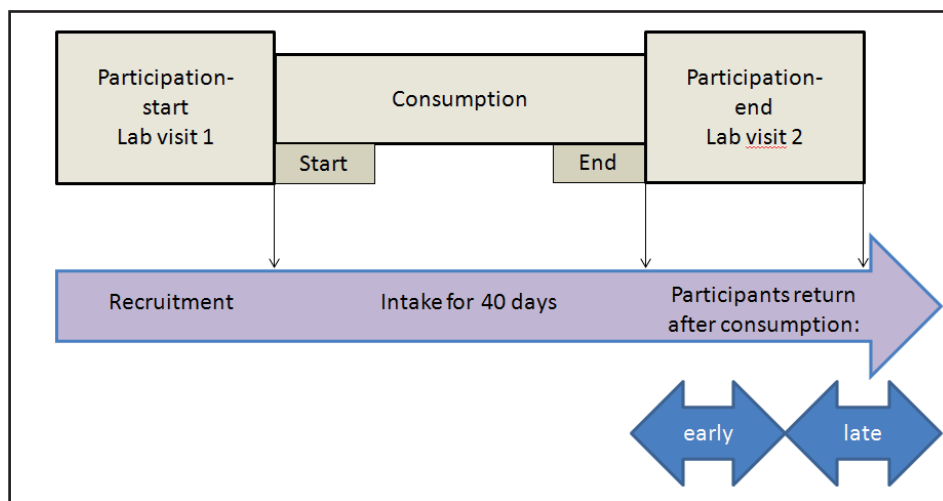 Participation-
start
Lab visit 1
Consumption
Participation-
end
Lab visit 2
Start
End
Recruitment
Intake for 40 days
Participants return
after consumption:
early
late